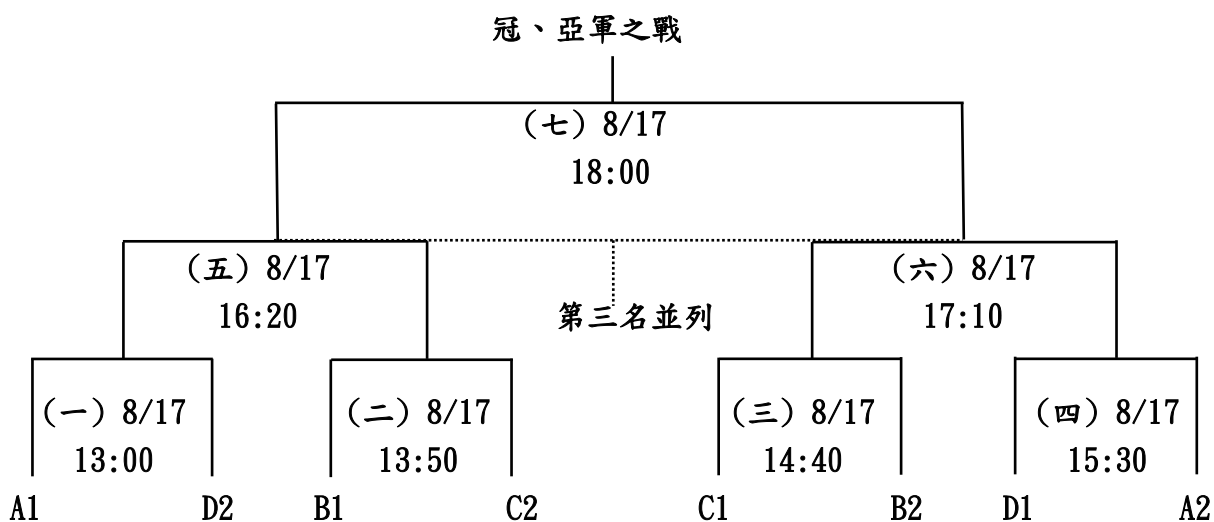 冠、亞軍之戰
（七）8/17
18:00
（五）8/17
16:20
第三名並列
（六）8/17
17:10
（一）8/17
13:00
（二）8/17
13:50
（三）8/17
14:40
（四）8/17
15:30
A1 D2 B1 C2 C1 B2 D1 A2